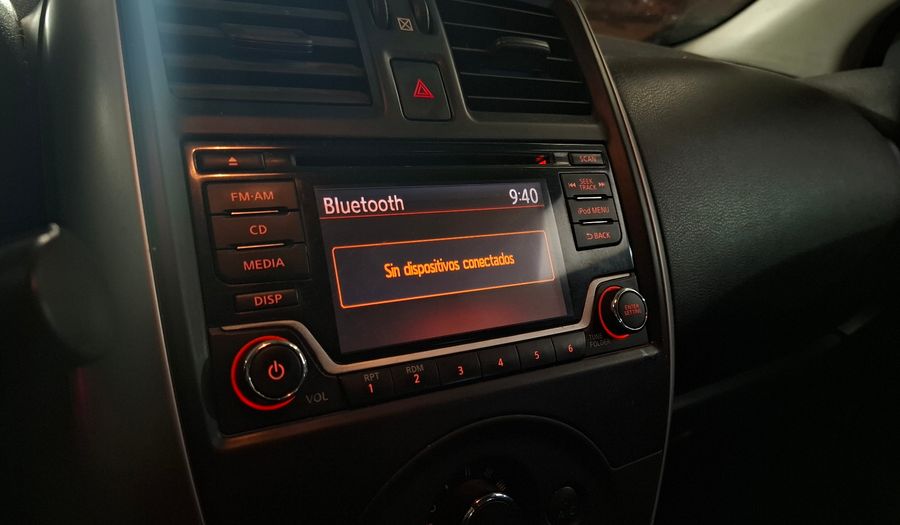 SCAN
FM·AM
Bluetooth
9:40
SEEK
TRACK
CD
iPod MENU
MEDIA
Sin dispositivos conectados
BACK
DISP
ENTER
SETTING
TUNE
FOLDER
VOL
RPT
1
RDM
2
3
4
5
6